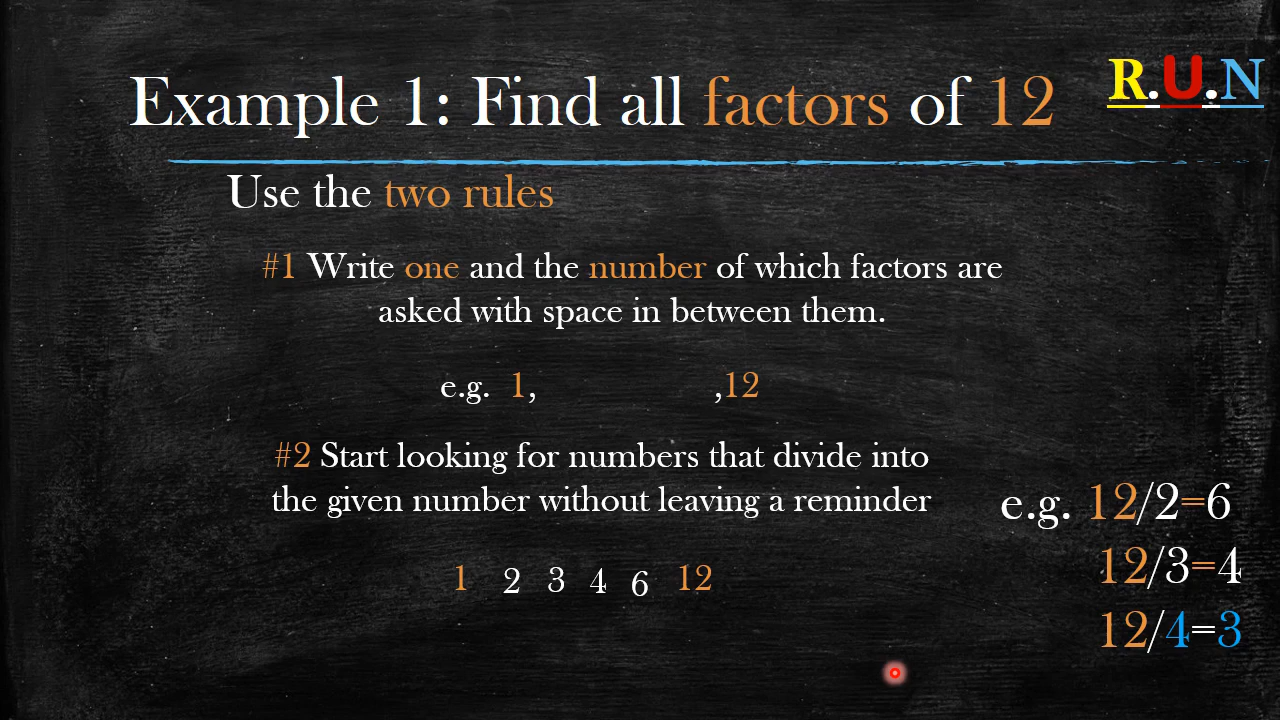 Example 1: Find all factors of 12
R.U.N
Use the two rules
#1 Write one and the number of which factors are
asked with space in between them.
e.g. 1, ,12
#2 Start looking for numbers that divide into
the given number without leaving a reminder
e.g. 12/2=6
12/3=4
1 2 3 4 6 12
12/4=3